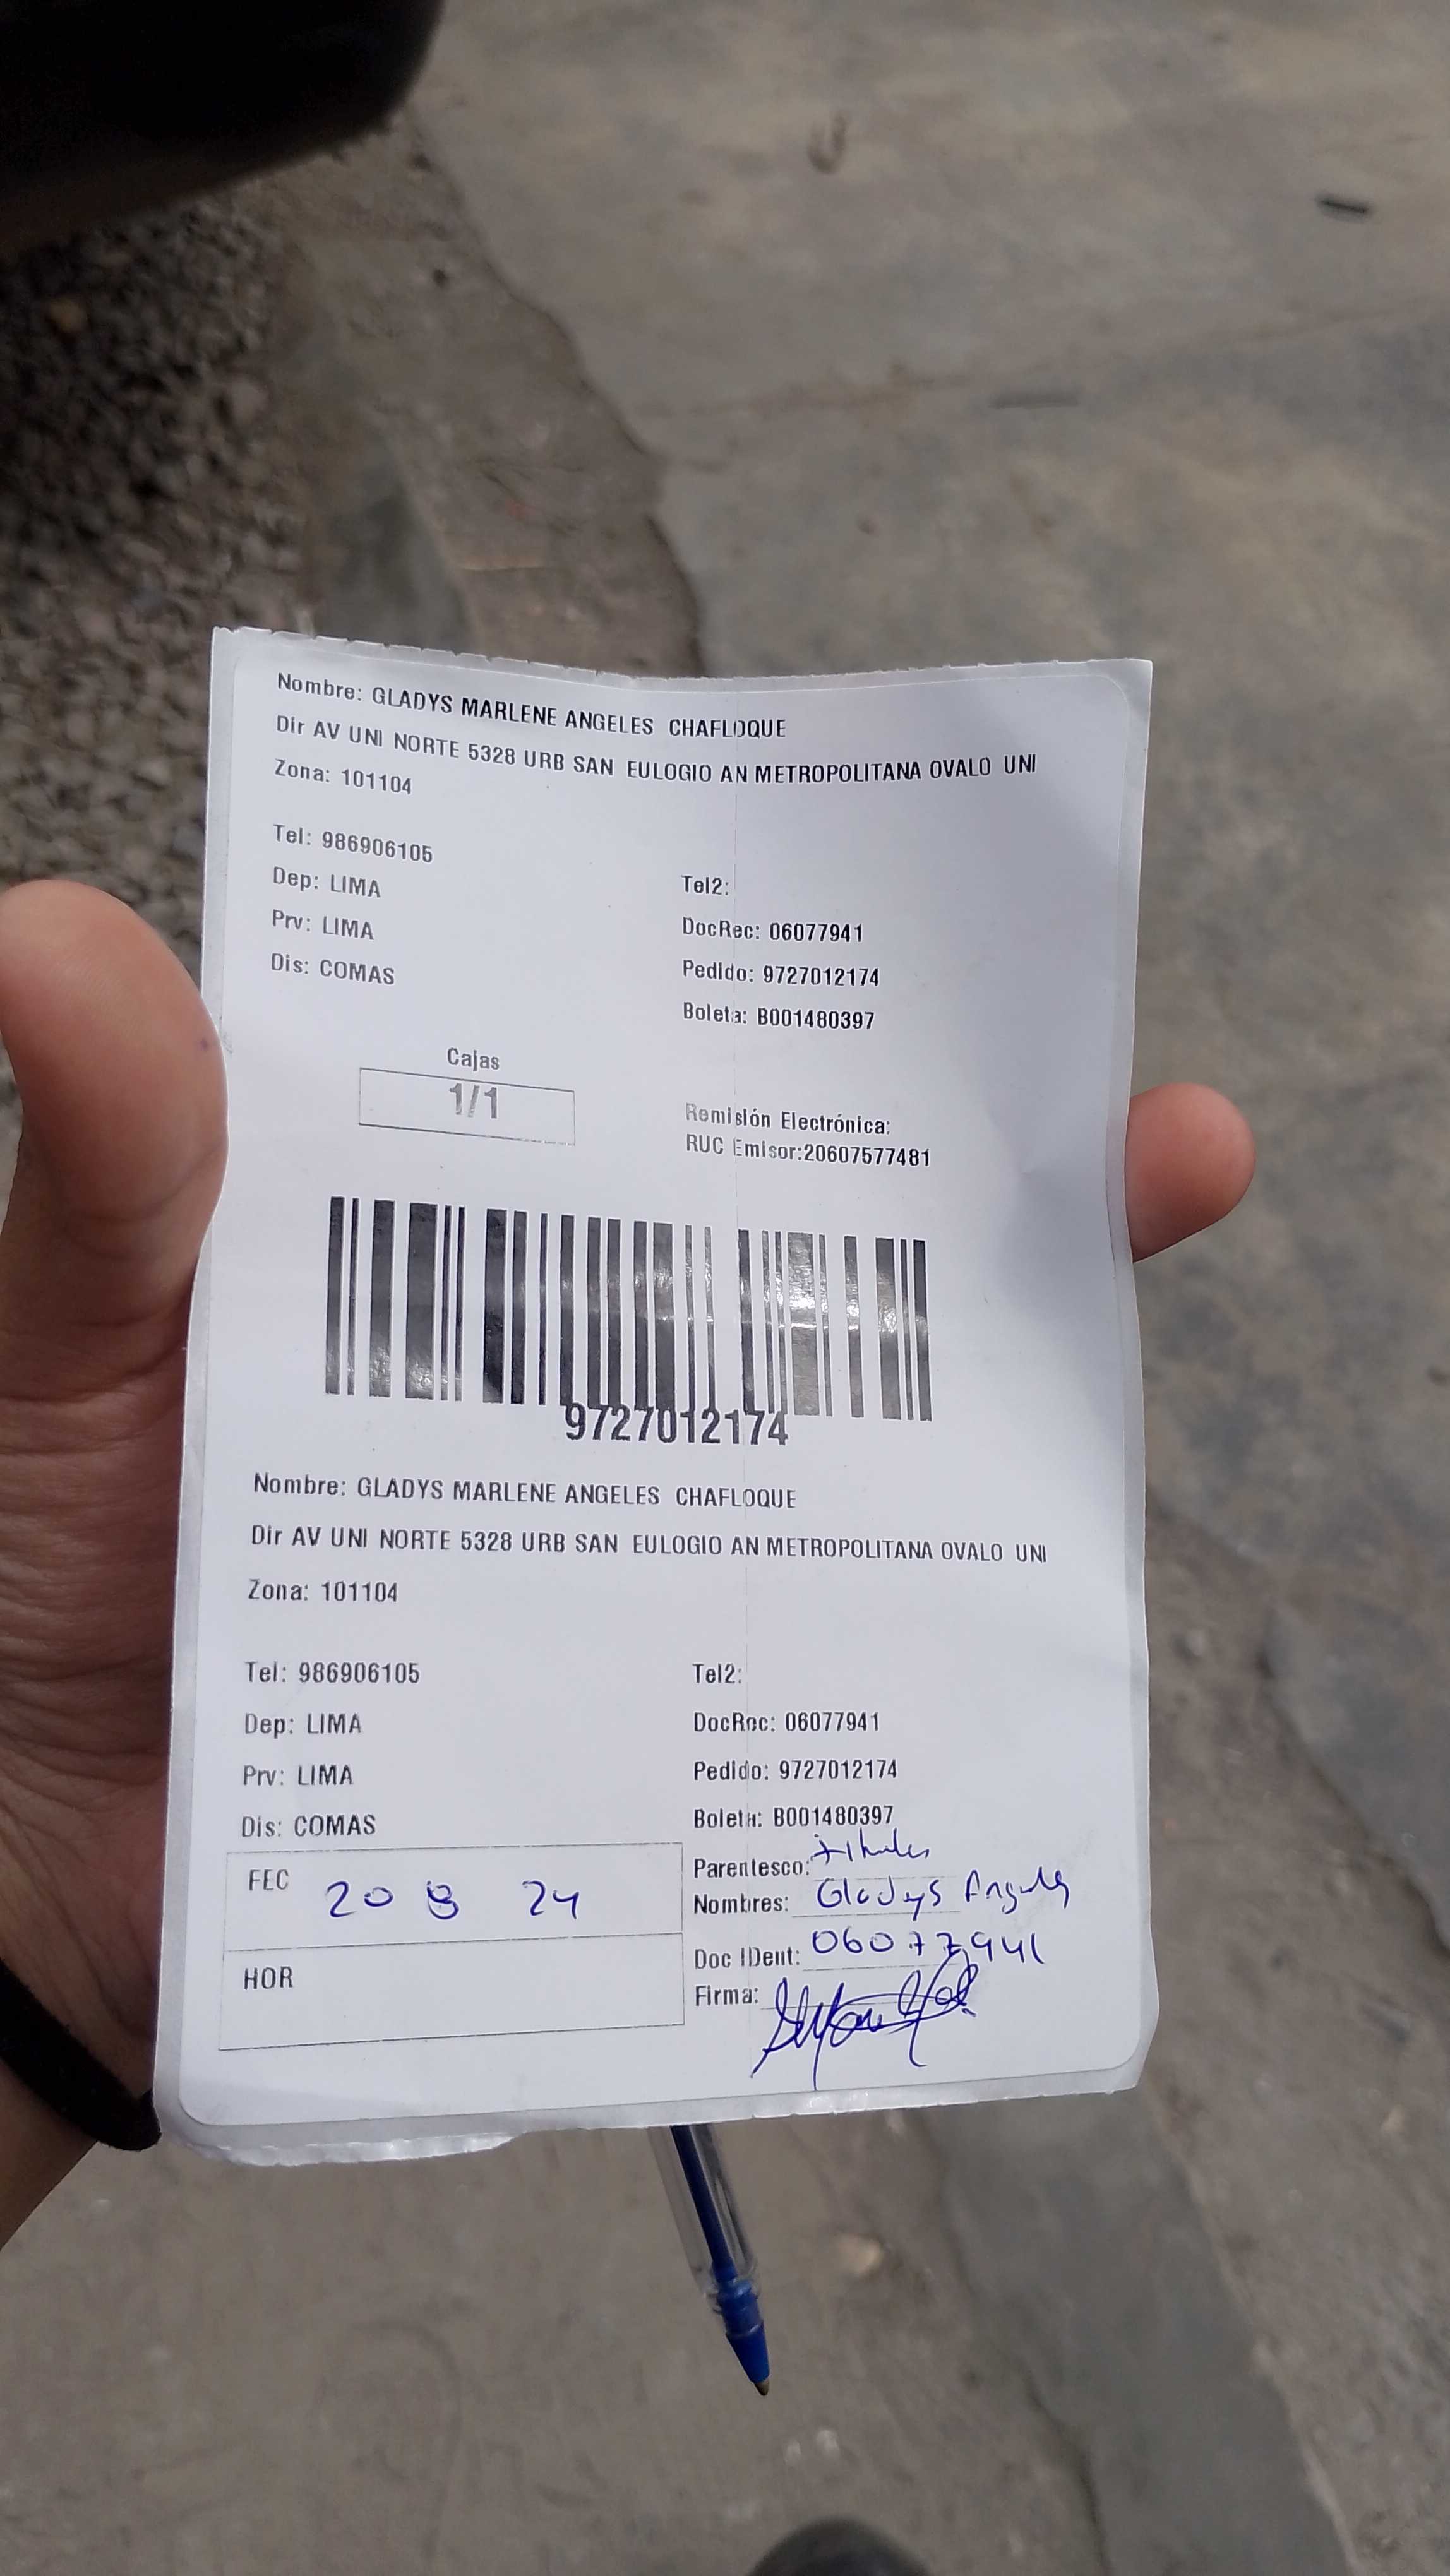 Nombre: GLADYS MARLENE ANGELES CHAFLOQUE
Dir AV UNI NORTE 5328 URB SAN EULOGIO AN METROPOLITANA OVALO UNI
Zona: 101104
Tel: 986906105
Tel2:
Dep: LIMA
DocRec: 06077941
Prv: LIMA
Pedido: 9727012174
Dis: COMAS
Boleta: B001480397
Cajas
1/1
Remisión Electrónica:
RUC Emisor:20607577481
9727012174
Nombre: GLADYS MARLENE ANGELES CHAFLOQUE
Dir AV UNI NORTE 5328 URB SAN EULOGIO AN METROPOLITANA OVALO UNI
Zona: 101104
Tel: 986906105
Tel2:
Dep: LIMA
DocRec: 06077941
Prv: LIMA
Pedido: 9727012174
Dis: COMAS
Boleta: B001480397
FEC 20 8 24
HOR
Parentesco:
Nombres: Gladys
Doc IDent: 06077941
Firma: